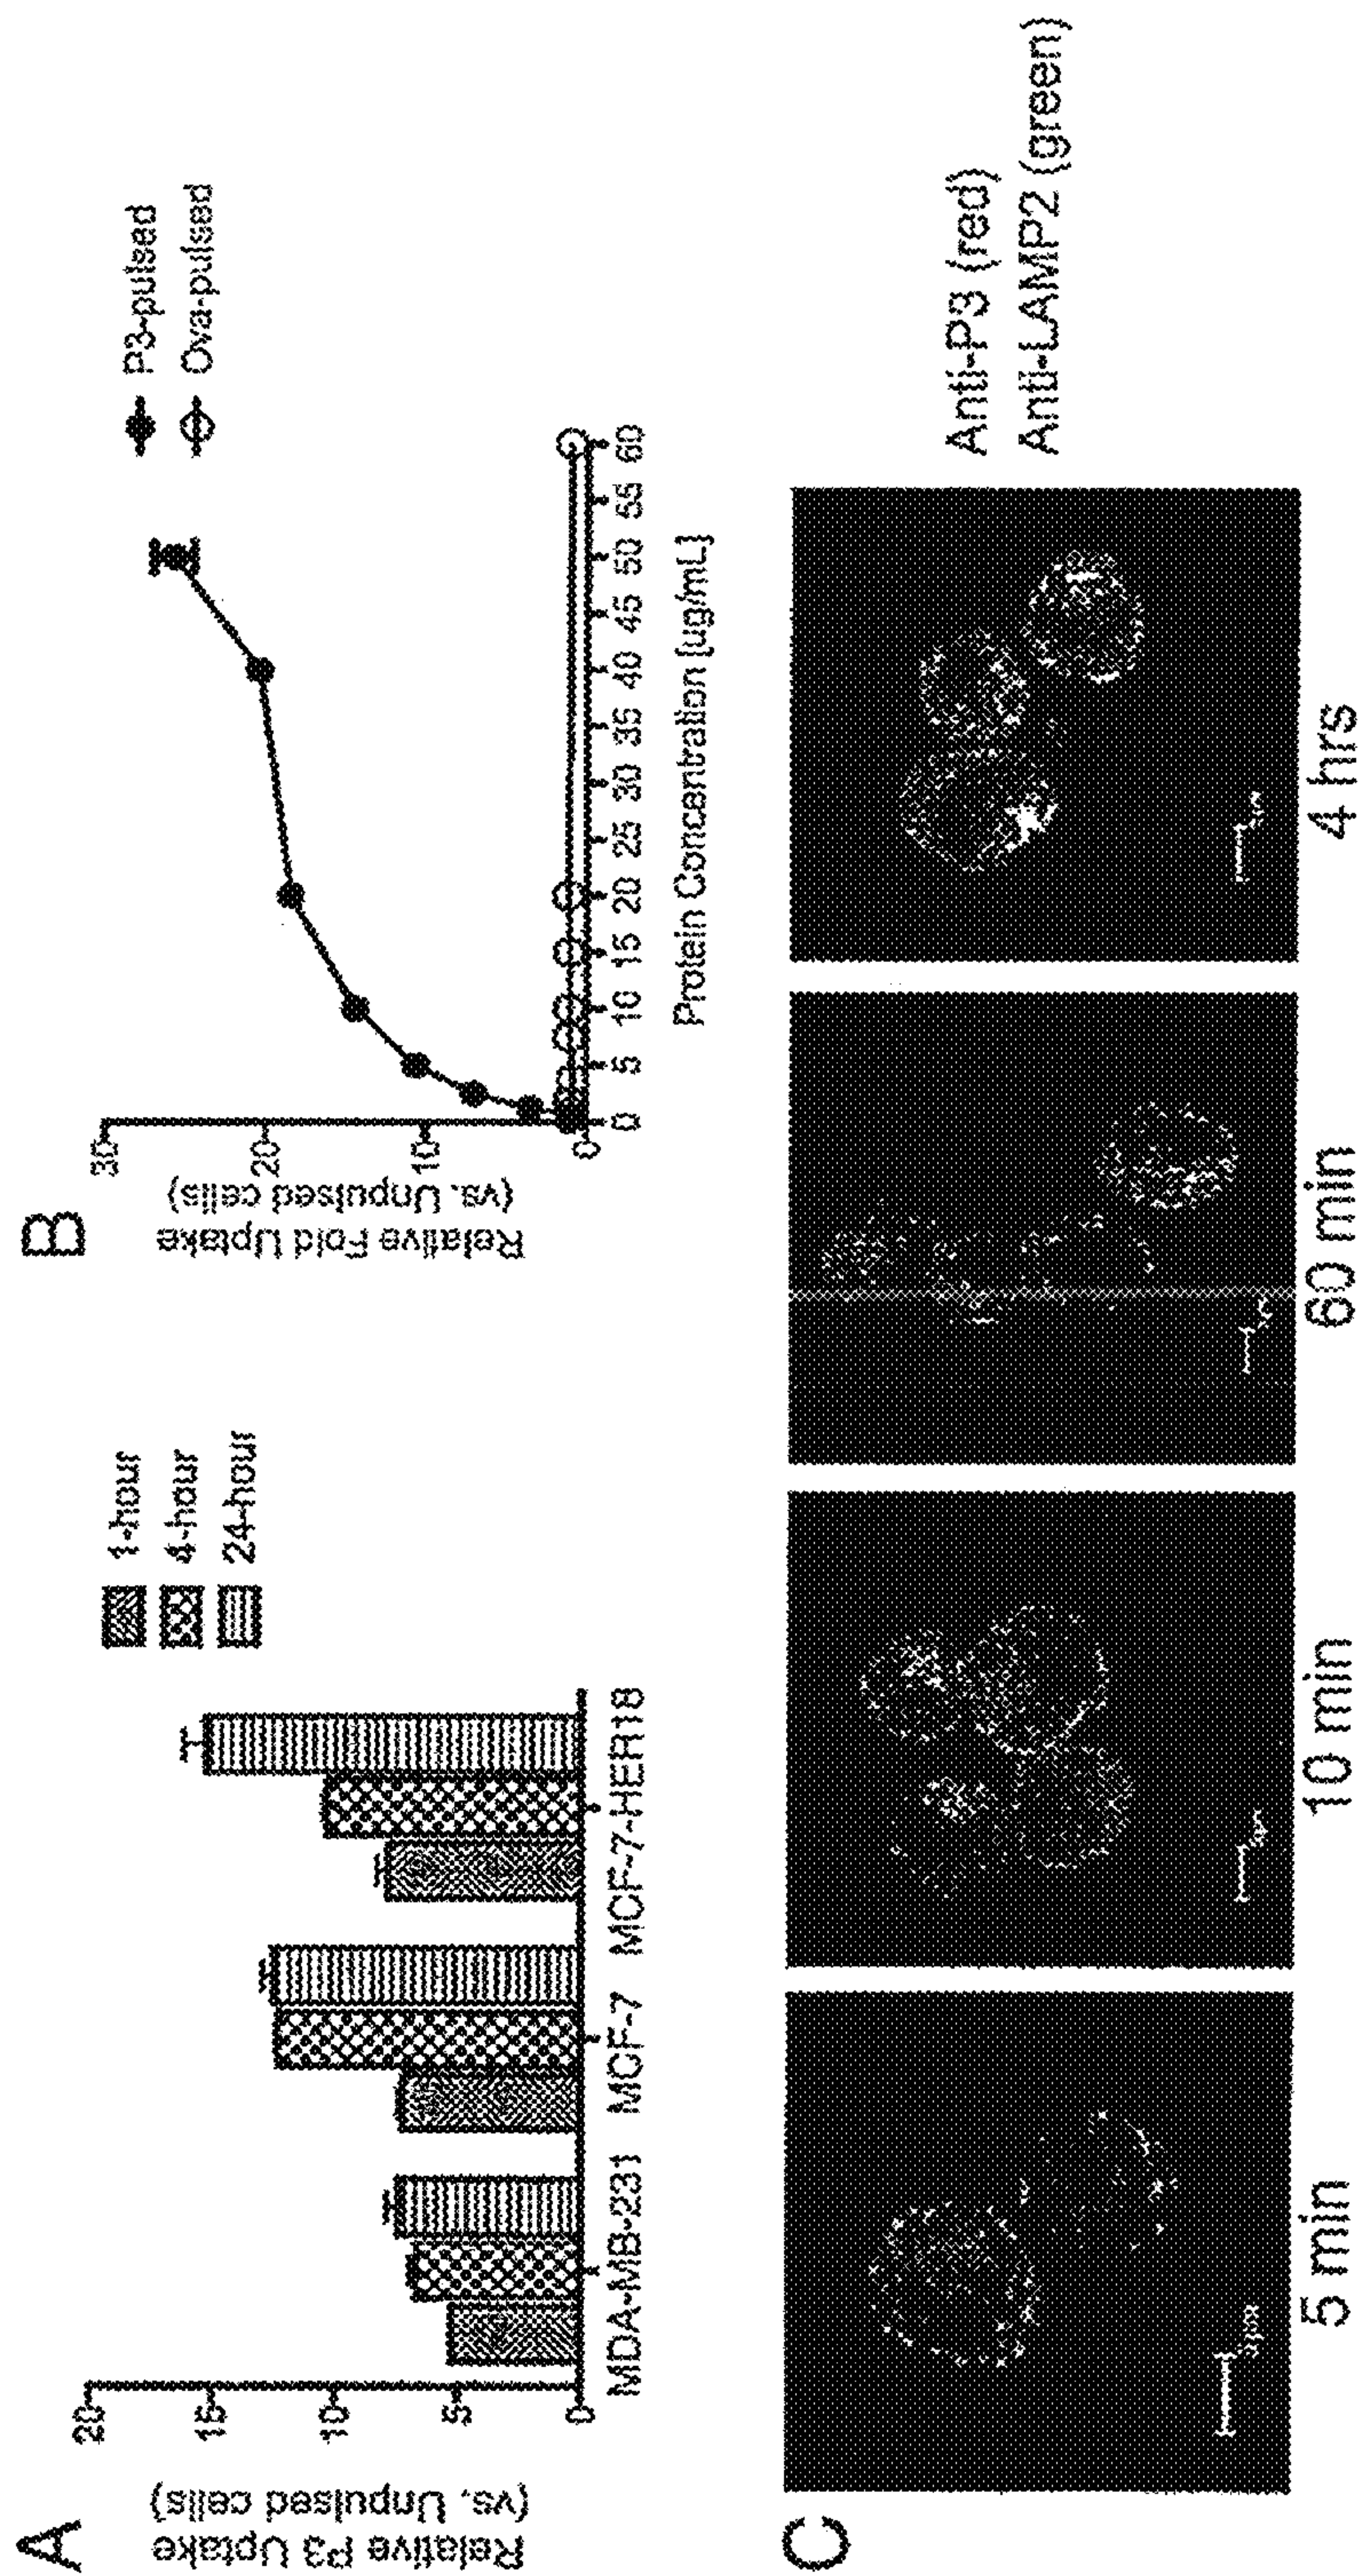 A
Relative P3 Uptake
(vs. Unpulsed cells)
20
15
10
5
0
MDA-MB-231 MCF-7 MCF-7-HER18
1-hour
4-hour
24-hour
B
Relative Fold Uptake
(vs. Unpulsed cells)
30
20
10
0
0 5 10 15 20 25 30 35 40 45 50 55 60
Protein Concentration [ug/mL]
P3-pulsed
Ova-pulsed
C
5 min
10 min
60 min
4 hrs
Anti-P3 (red)
Anti-LAMP2 (green)